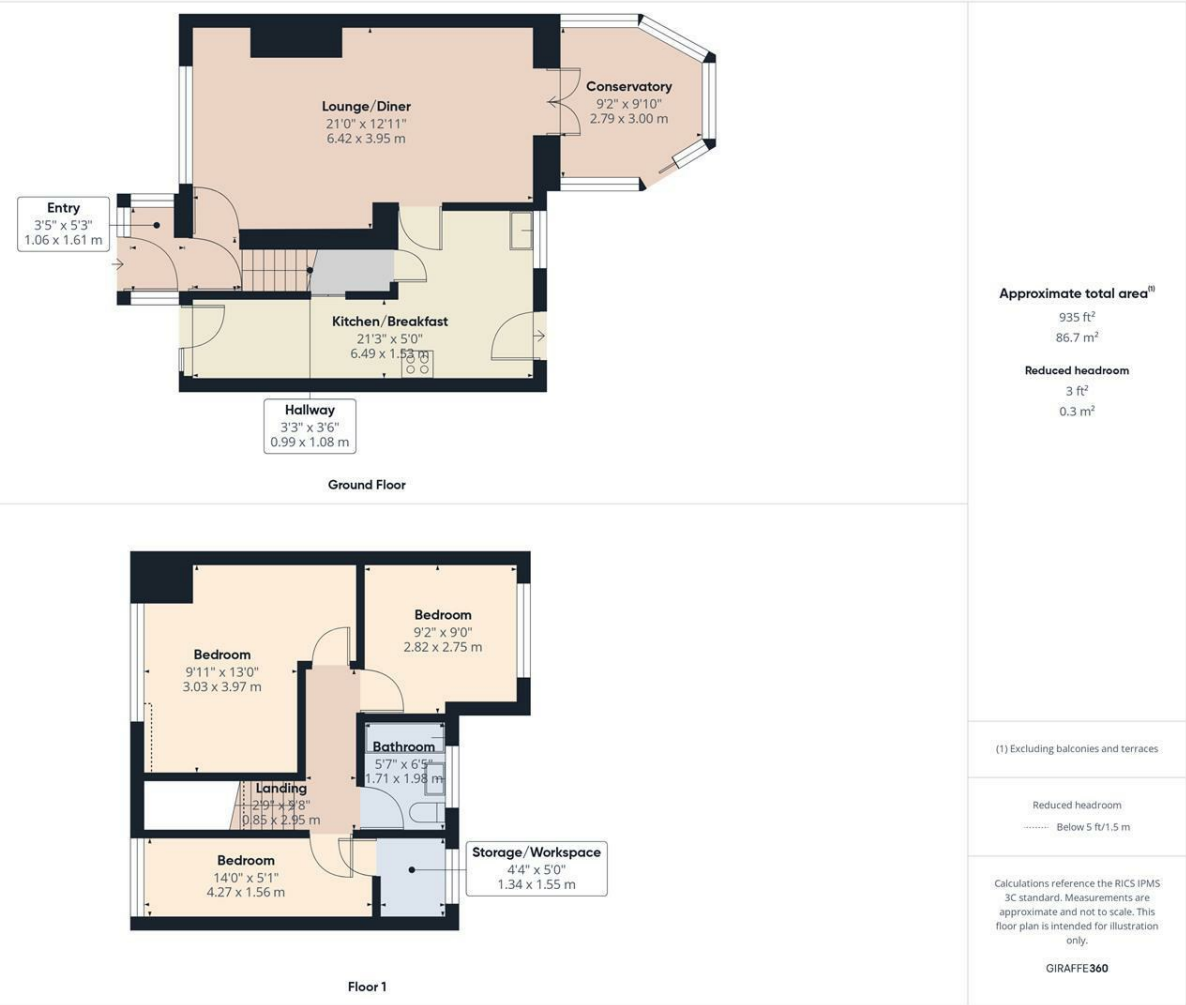 Lounge/Diner
21'0" x 12'11"
6.42 x 3.95 m
Conservatory
9'2" x 9'10"
2.79 x 3.00 m
Entry
3'5" x 5'3"
1.06 x 1.61 m
Kitchen/Breakfast
21'3" x 5'0"
6.49 x 1.53 m
Hallway
3'3" x 3'6"
0.99 x 1.08 m
Ground Floor
Bedroom
9'11" x 13'0"
3.03 x 3.97 m
Bedroom
9'2" x 9'0"
2.82 x 2.75 m
Bathroom
5'7" x 6'5"
1.71 x 1.98 m
Landing
2'9" x 9'8"
0.85 x 2.95 m
Bedroom
14'0" x 5'1"
4.27 x 1.56 m
Storage/Workspace
4'4" x 5'0"
1.34 x 1.55 m
Floor 1
Approximate total area(1)
935 ft²
86.7 m²
Reduced headroom
3 ft²
0.3 m²
(1) Excluding balconies and terraces
Reduced headroom
Below 5 ft/1.5 m
Calculations reference the RICS IPMS
3C standard. Measurements are
approximate and not to scale. This
floor plan is intended for illustration
only.
GIRAFFE360